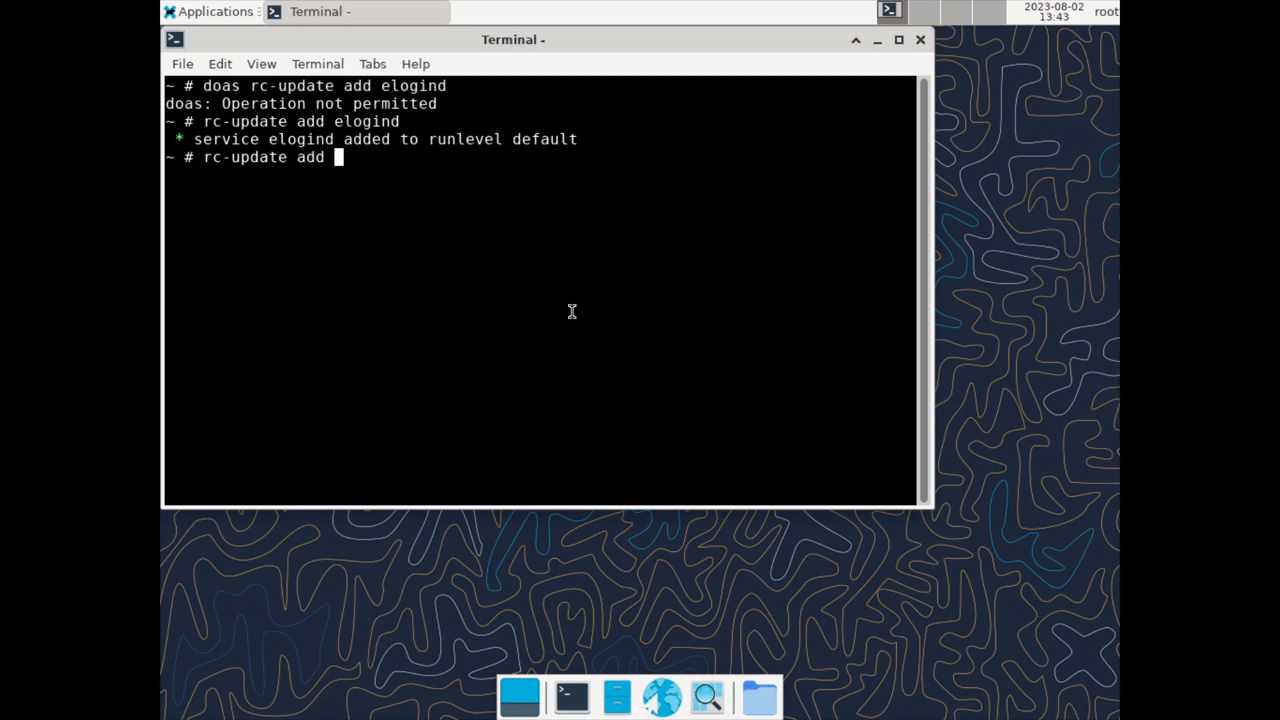 Applications
Terminal -
2023-08-02
13:43
root
Terminal -
File Edit View Terminal Tabs Help
~ # doas rc-update add elogind
doas: Operation not permitted
~ # rc-update add elogind
* service elogind added to runlevel default
~ # rc-update add